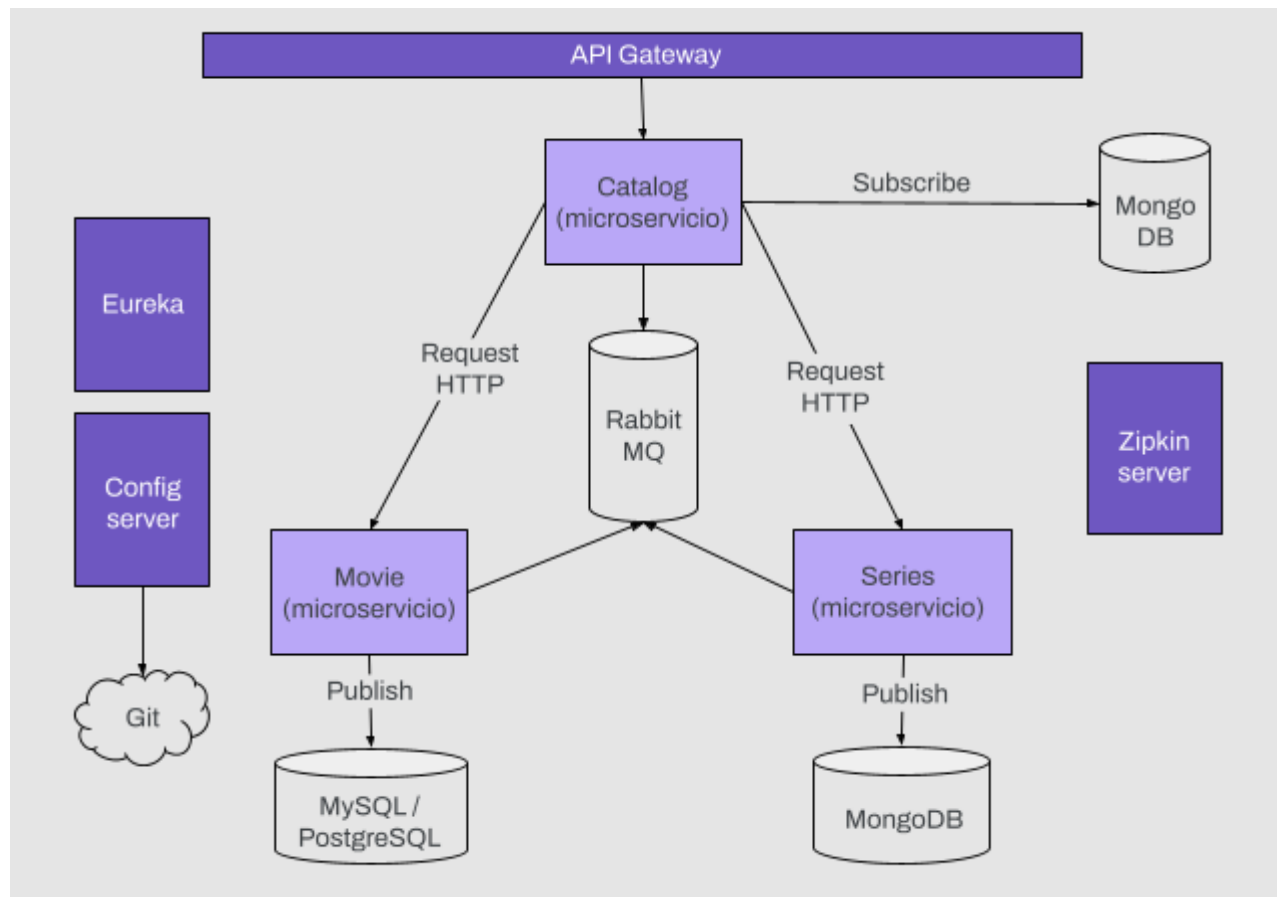 API Gateway
Catalog
(microservicio)
Subscribe
Mongo
DB
Eureka
Request
HTTP
Request
HTTP
Rabbit
MQ
Zipkin
server
Config
server
Movie
(microservicio)
Series
(microservicio)
Publish
Publish
Git
MySQL /
PostgreSQL
MongoDB